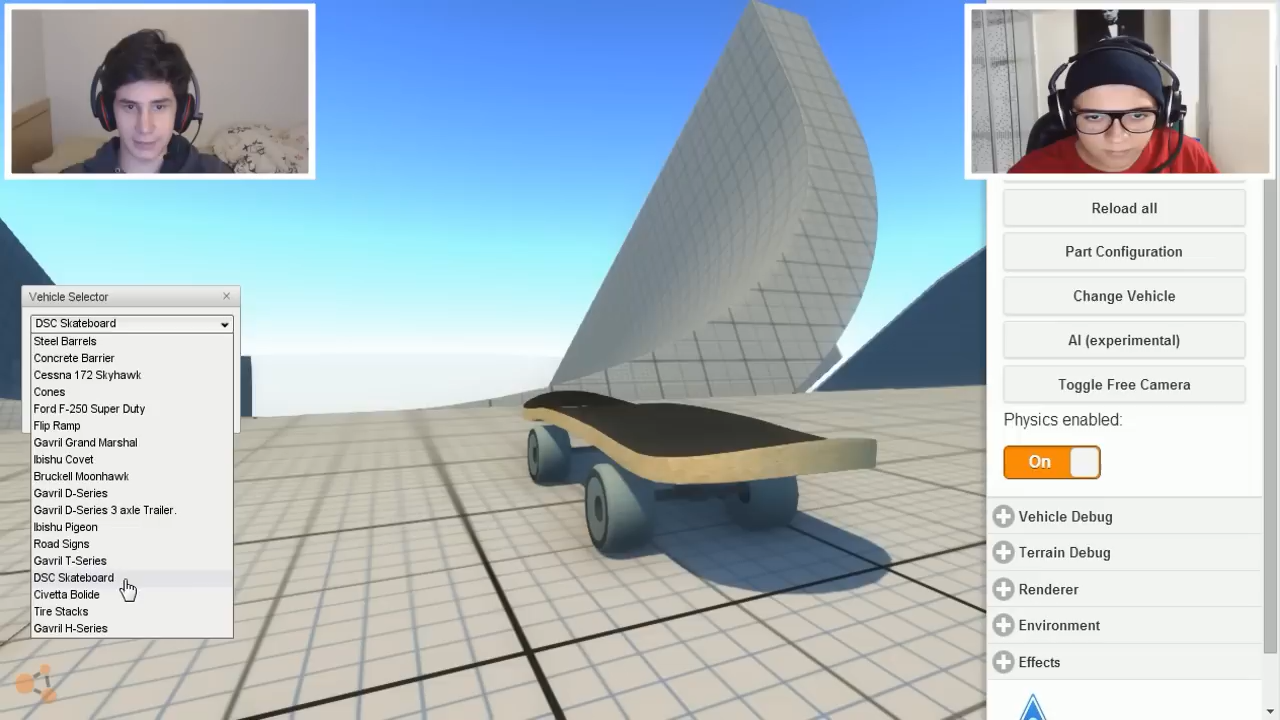 Vehicle Selector
DSC Skateboard
Steel Barrels
Concrete Barrier
Cessna 172 Skyhawk
Cones
Ford F-250 Super Duty
Flip Ramp
Gavril Grand Marshal
Ibishu Covet
Bruckell Moonhawk
Gavril D-Series
Gavril D-Series 3 axle Trailer.
Ibishu Pigeon
Road Signs
Gavril T-Series
DSC Skateboard
Civetta Bolide
Tire Stacks
Gavril H-Series
Reload all
Part Configuration
Change Vehicle
AI (experimental)
Toggle Free Camera
Physics enabled:
On
Vehicle Debug
Terrain Debug
Renderer
Environment
Effects